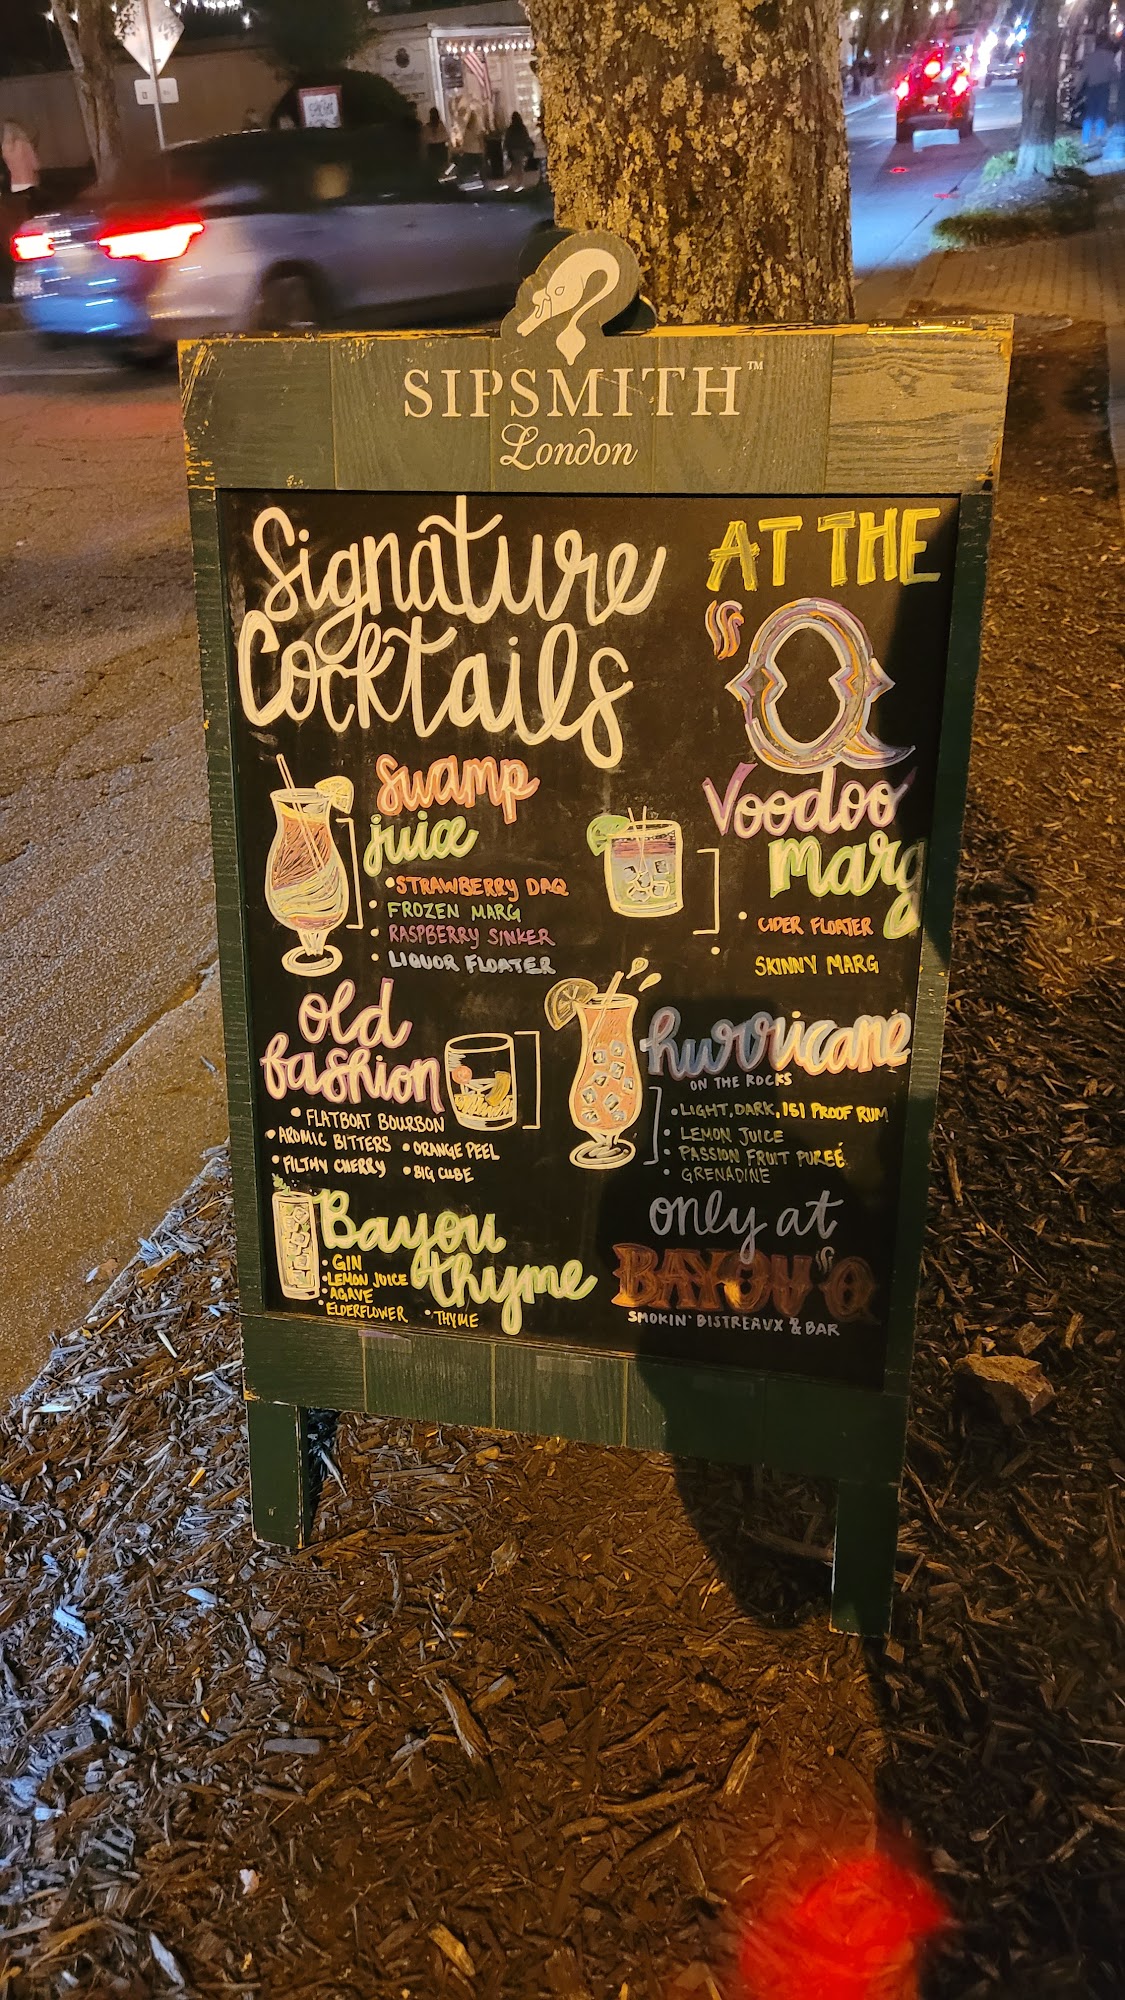 SIPSMITH™
London
Signature
Cocktails
AT THE
'S
Q
Swamp
juice
• STRAWBERRY DAQ
• FROZEN MARG
• RASPBERRY SINKER
• LIQUOR FLOATER
Voodoo
marg
• CIDER FLOATER
• SKINNY MARG
old
fashion
• FLATBOAT BOURBON
• AROMIC BITTERS • ORANGE PEEL
• FILTHY CHERRY • BIG CUBE
hurricane
ON THE ROCKS
• LIGHT, DARK, 151 PROOF RUM
• LEMON JUICE
• PASSION FRUIT PUREÉ
• GRENADINE
Bayou
thyme
• GIN
• LEMON JUICE
• AGAVE
• ELDERFLOWER • THYME
only at
BAYOU'S Q
SMOKIN' BISTREAUX & BAR